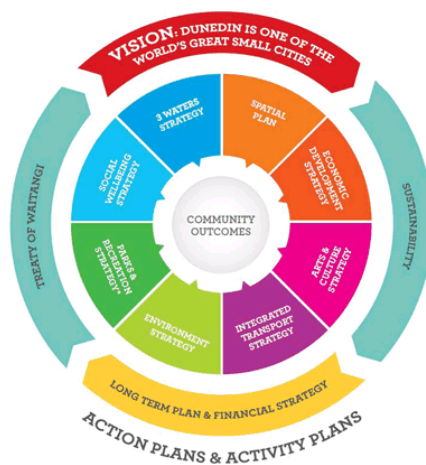 VISION: DUNEDIN IS ONE OF THE
WORLD'S GREAT SMALL CITIES
3 WATERS
STRATEGY
SPATIAL
PLAN
SOCIAL
WELLBEING
STRATEGY
ECONOMIC
DEVELOPMENT
STRATEGY
TREATY OF WAITANGI
COMMUNITY
OUTCOMES
SUSTAINABILITY
PARKS &
RECREATION
STRATEGY*
ARTS &
CULTURE
STRATEGY
ENVIRONMENT
STRATEGY
INTEGRATED
TRANSPORT
STRATEGY
LONG TERM PLAN & FINANCIAL STRATEGY
ACTION PLANS & ACTIVITY PLANS